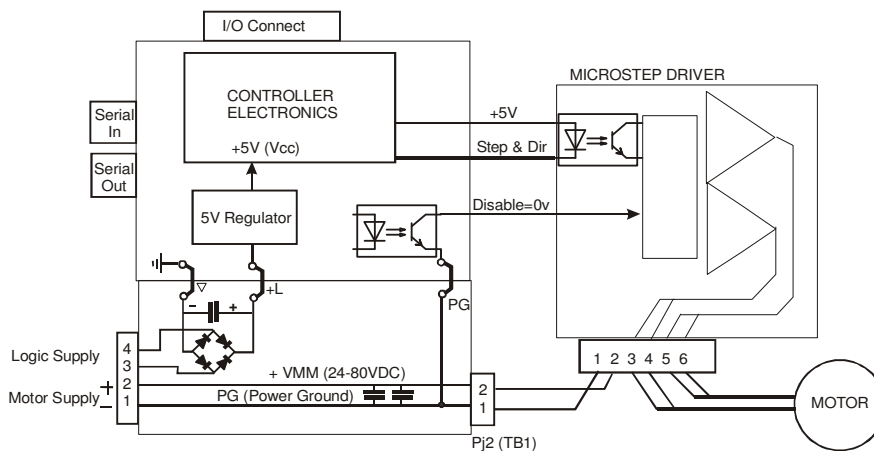 I/O Connect
MICROSTEP DRIVER
Serial
In
CONTROLLER
ELECTRONICS
+5V (Vcc)
+5V
Step & Dir
Serial
Out
5V Regulator
Disable=0v
+L
PG
- +
Logic Supply
4
3
2
1
+ VMM (24-80VDC)
Motor Supply
+
–
PG (Power Ground)
2
1
Pj2 (TB1)
1 2 3 4 5 6
MOTOR